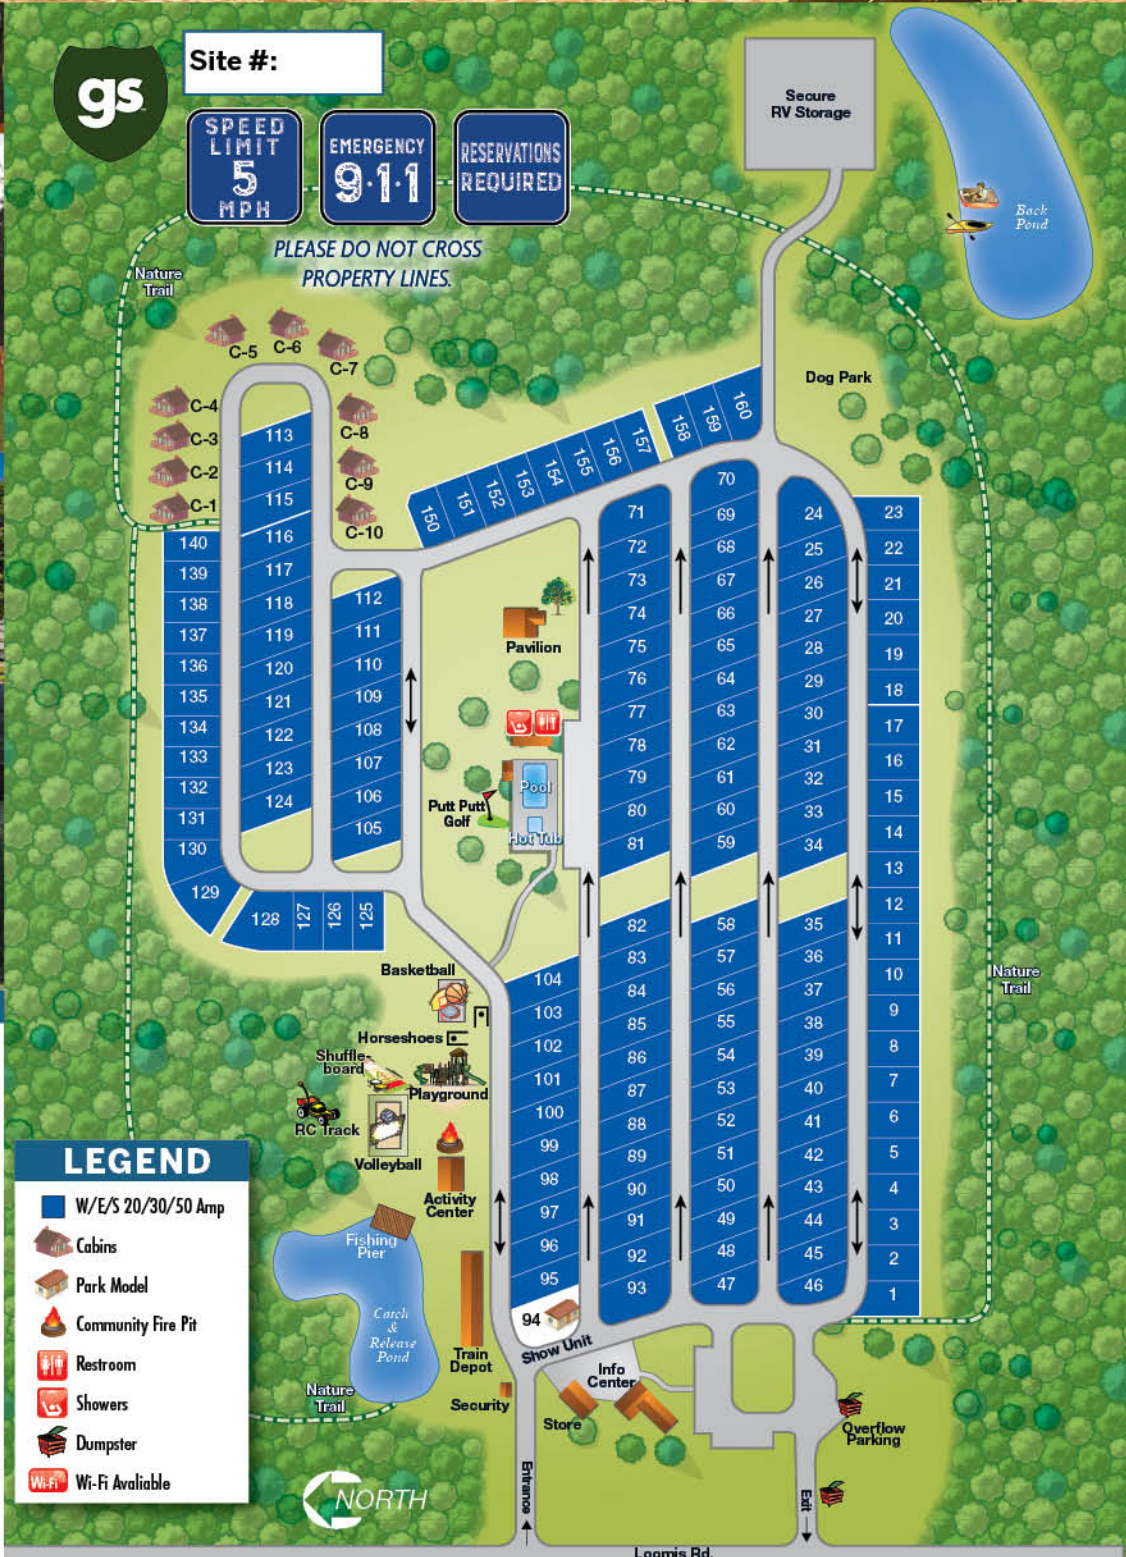 gs
Site #:
SPEED
LIMIT
5
MPH
EMERGENCY
9·1·1
RESERVATIONS
REQUIRED
PLEASE DO NOT CROSS
PROPERTY LINES.
Secure
RV Storage
Back
Pond
Nature
Trail
C-5
C-6
C-7
C-4
C-3
C-2
C-1
C-8
C-9
C-10
Dog Park
113
114
115
116
117
118
119
120
121
122
123
124
140
139
138
137
136
135
134
133
132
131
130
129
128
127
126
125
112
111
110
109
108
107
106
105
150
151
152
153
154
155
156
157
158
159
160
Pavilion
Pool
Hot Tub
Putt Putt
Golf
71
72
73
74
75
76
77
78
79
80
81
82
83
84
85
86
87
88
89
90
91
92
93
70
69
68
67
66
65
64
63
62
61
60
59
58
57
56
55
54
53
52
51
50
49
48
47
24
25
26
27
28
29
30
31
32
33
34
35
36
37
38
39
40
41
42
43
44
45
46
23
22
21
20
19
18
17
16
15
14
13
12
11
10
9
8
7
6
5
4
3
2
1
Nature
Trail
104
103
102
101
100
99
98
97
96
95
94
Show Unit
Basketball
Horseshoes
Shuffle-
board
Playground
RC Track
Volleyball
Activity
Center
Fishing
Pier
Catch
&
Release
Pond
Train
Depot
Security
Nature
Trail
Info
Center
Store
Overflow
Parking
Entrance
Exit
Loomis Rd.
NORTH
LEGEND
W/E/S 20/30/50 Amp
Cabins
Park Model
Community Fire Pit
Restroom
Showers
Dumpster
Wi-Fi Wi-Fi Avaliable